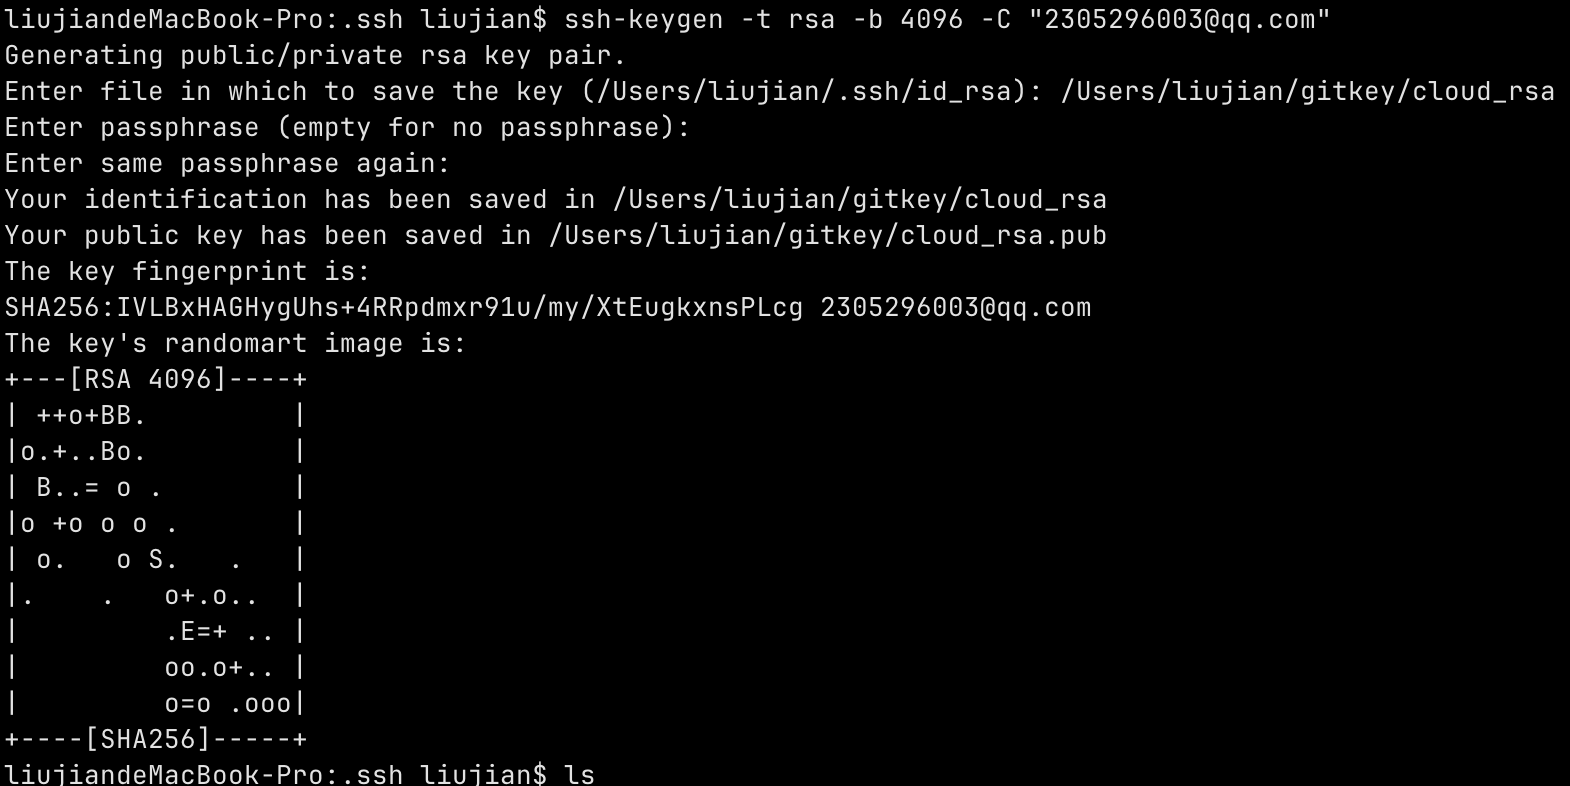 liujiandeMacBook-Pro:.ssh liujian$ ssh-keygen -t rsa -b 4096 -C "2305296003@qq.com"
Generating public/private rsa key pair.
Enter file in which to save the key (/Users/liujian/.ssh/id_rsa): /Users/liujian/gitkey/cloud_rsa
Enter passphrase (empty for no passphrase):
Enter same passphrase again:
Your identification has been saved in /Users/liujian/gitkey/cloud_rsa
Your public key has been saved in /Users/liujian/gitkey/cloud_rsa.pub
The key fingerprint is:
SHA256:IVLBxHAGHygUhs+4RRpdmxr91u/my/XtEugkxnsPLcg 2305296003@qq.com
The key's randomart image is:
+---[RSA 4096]----+
| ++o+BB.         |
|o.+..Bo.         |
| B..= o .        |
|o +o o o .       |
| o.   o S.   .   |
|.    .   o+.o..  |
|         .E=+ .. |
|         oo.o+.. |
|         o=o .ooo|
+----[SHA256]-----+
liujiandeMacBook-Pro:.ssh liujian$ ls